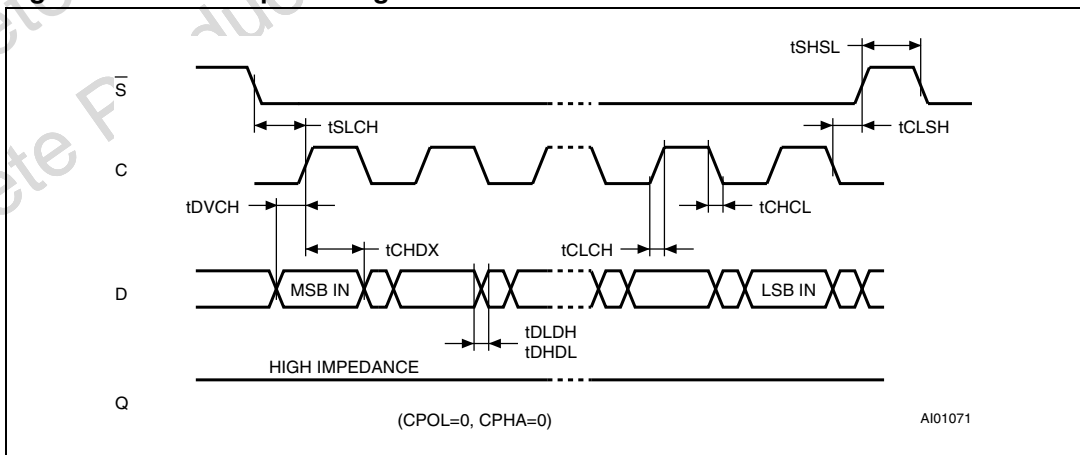 tSHSL
S
tSLCH
tCLSH
C
tDVCH
tCHCL
tCHDX
tCLCH
D
MSB IN
LSB IN
tDLDH
tDHDL
HIGH IMPEDANCE
Q
(CPOL=0, CPHA=0)
AI01071